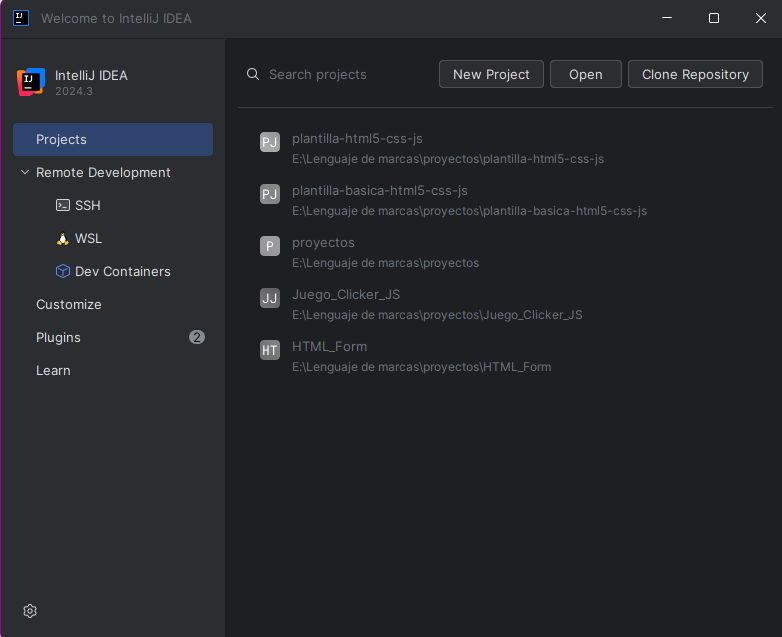 Welcome to IntelliJ IDEA
IntelliJ IDEA
2024.3
Search projects
New Project
Open
Clone Repository
Projects
Remote Development
SSH
WSL
Dev Containers
Customize
Plugins
2
Learn
PJ
plantilla-html5-css-js
E:\Lenguaje de marcas\proyectos\plantilla-html5-css-js
PJ
plantilla-basica-html5-css-js
E:\Lenguaje de marcas\proyectos\plantilla-basica-html5-css-js
P
proyectos
E:\Lenguaje de marcas\proyectos
JJ
Juego_Clicker_JS
E:\Lenguaje de marcas\proyectos\Juego_Clicker_JS
HT
HTML_Form
E:\Lenguaje de marcas\proyectos\HTML_Form